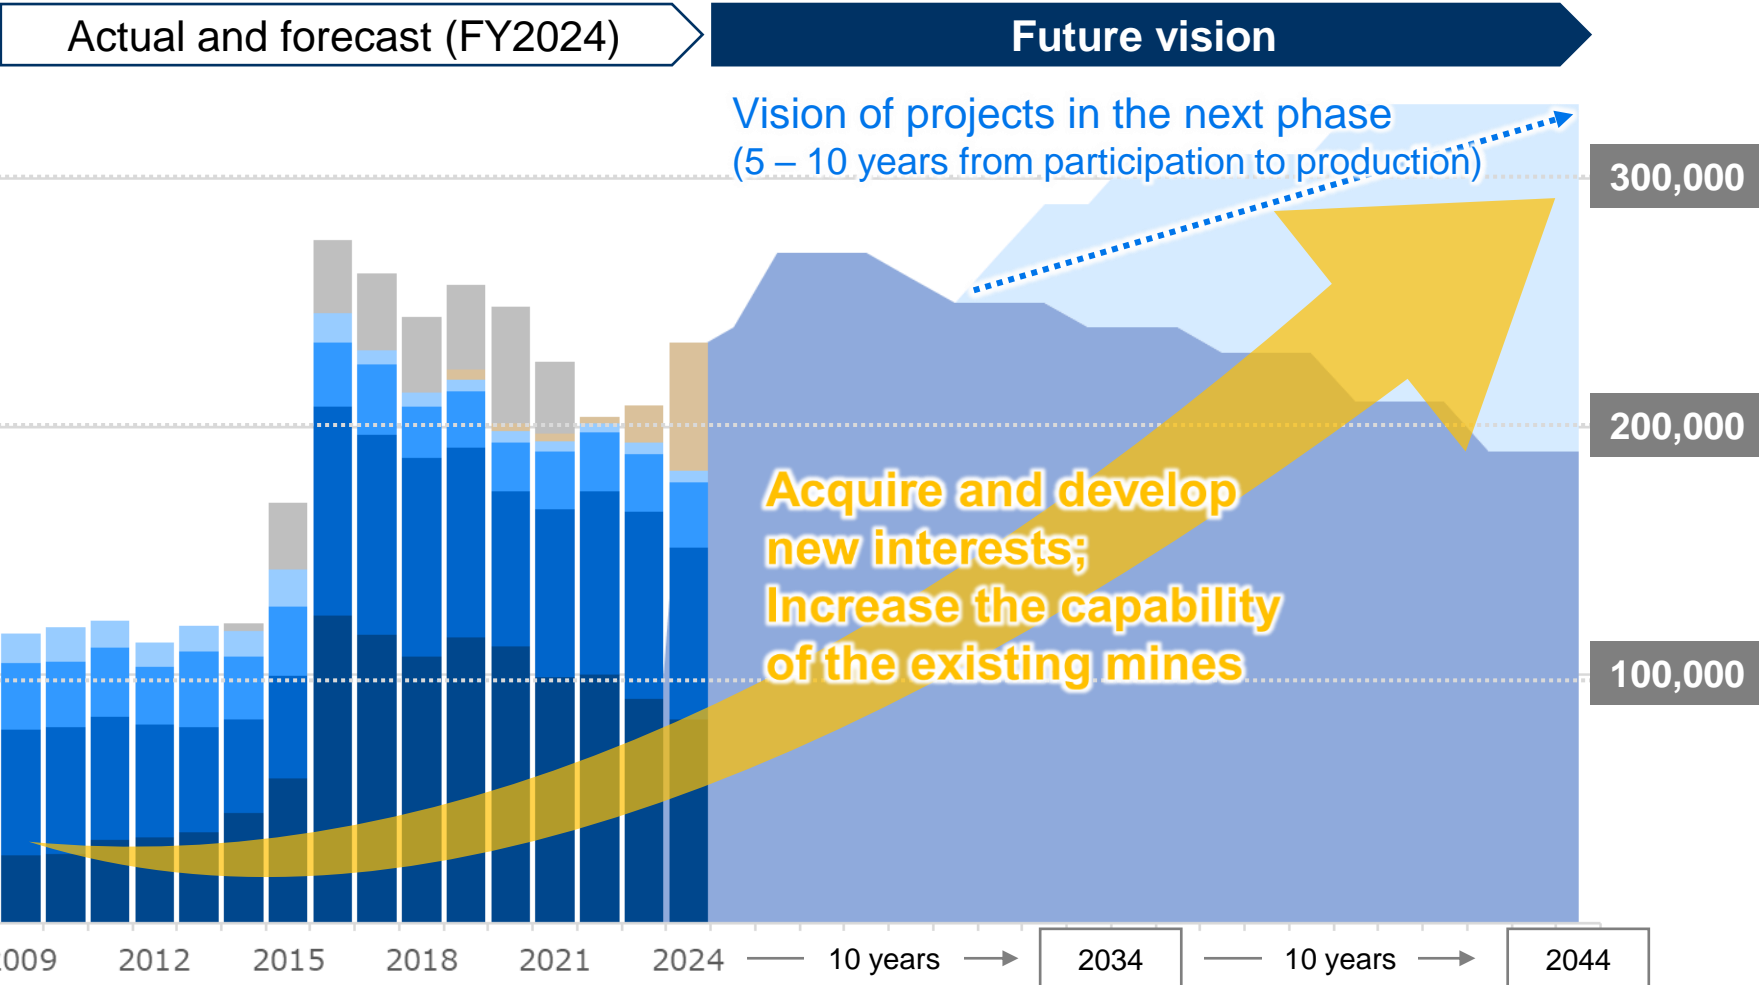 Actual and forecast (FY2024)
Future vision
Vision of projects in the next phase
(5 – 10 years from participation to production)
300,000
200,000
Acquire and develop
new interests;
Increase the capability
of the existing mines
100,000
009 2012 2015 2018 2021 2024 10 years 2034 10 years 2044